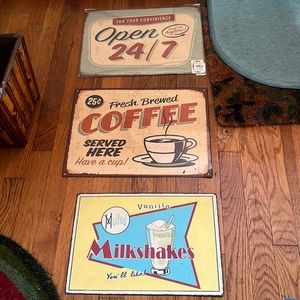 FOR YOUR CONVENIENCE
Open
24/7
25¢
Fresh Brewed
COFFEE
SERVED
HERE
Have a cup!
Vanilla
Milkshakes
You'll like!